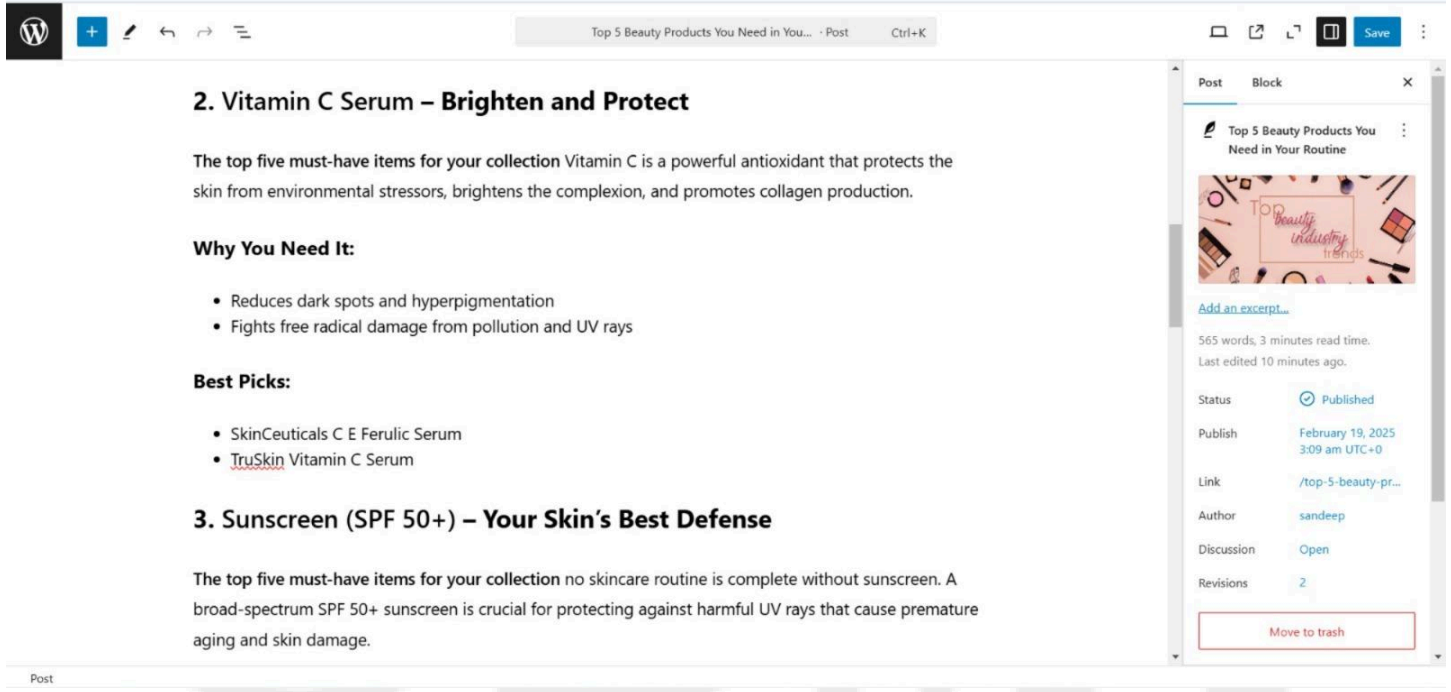 Top 5 Beauty Products You Need in You... · Post Ctrl+K
Save
2. Vitamin C Serum – Brighten and Protect
The top five must-have items for your collection Vitamin C is a powerful antioxidant that protects the
skin from environmental stressors, brightens the complexion, and promotes collagen production.
Why You Need It:
• Reduces dark spots and hyperpigmentation
• Fights free radical damage from pollution and UV rays
Best Picks:
• SkinCeuticals C E Ferulic Serum
• TruSkin Vitamin C Serum
3. Sunscreen (SPF 50+) – Your Skin's Best Defense
The top five must-have items for your collection no skincare routine is complete without sunscreen. A
broad-spectrum SPF 50+ sunscreen is crucial for protecting against harmful UV rays that cause premature
aging and skin damage.
Post Block
Top 5 Beauty Products You
Need in Your Routine
Top
beauty
industry
trends
Add an excerpt...
565 words, 3 minutes read time.
Last edited 10 minutes ago.
Status Published
Publish February 19, 2025
3:09 am UTC+0
Link /top-5-beauty-pr...
Author sandeep
Discussion Open
Revisions 2
Move to trash
Post